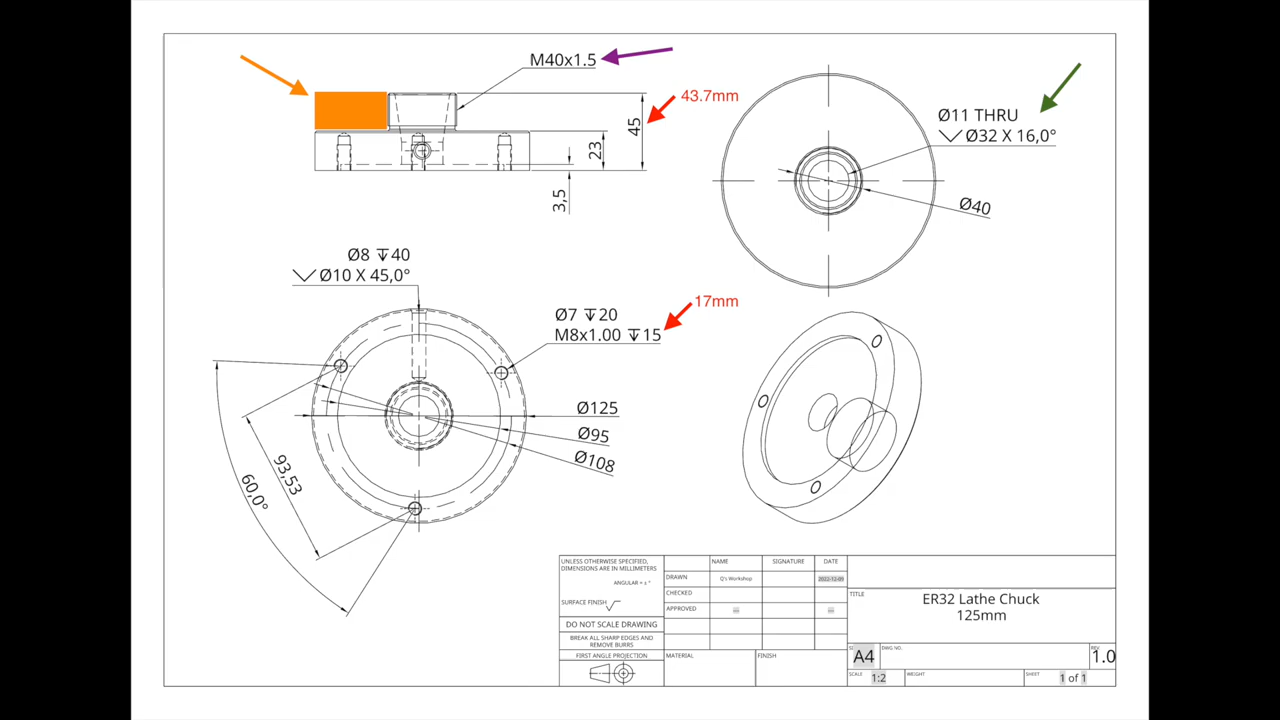 M40x1.5
43.7mm
45
23
3,5
Ø11 THRU
Ø32 X 16,0°
Ø40
Ø8 ↧40
Ø10 X 45,0°
17mm
Ø7 ↧20
M8x1.00 ↧15
Ø125
Ø95
Ø108
93,53
60,0°
UNLESS OTHERWISE SPECIFIED,
DIMENSIONS ARE IN MILLIMETERS
ANGULAR = ± °
SURFACE FINISH
DO NOT SCALE DRAWING
BREAK ALL SHARP EDGES AND
REMOVE BURRS
FIRST ANGLE PROJECTION
NAME
SIGNATURE
DATE
DRAWN
Q's Workshop
2022-12-09
CHECKED
APPROVED
MATERIAL
FINISH
TITLE
ER32 Lathe Chuck
125mm
A4
DWG NO.
REV.
1.0
SCALE
1:2
WEIGHT
SHEET
1 of 1